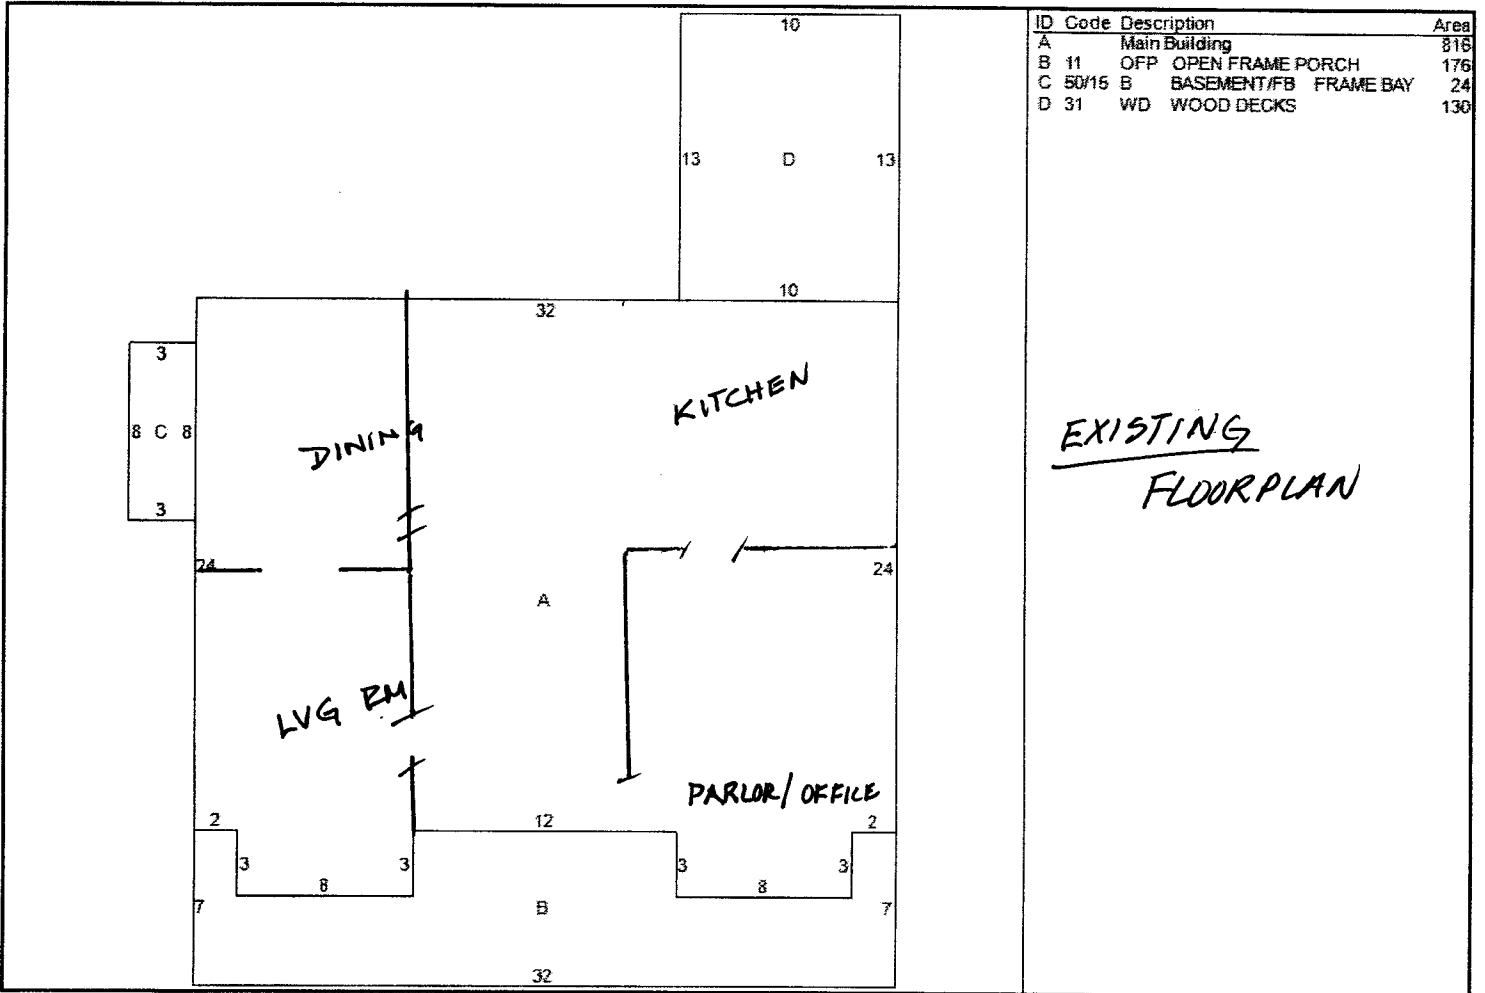 ID Code Description Area
A Main Building 816
B 11 OFP OPEN FRAME PORCH 176
C 50/15 B BASEMENT/FB FRAME BAY 24
D 31 WD WOOD DECKS 130
10
13 D 13
10
32
3
8 C 8
3
DINING
KITCHEN
EXISTING
FLOORPLAN
24
24
A
LVG RM
PARLOR/OFFICE
2 12 2
3 3 3 3
8 8
7 B 7
32